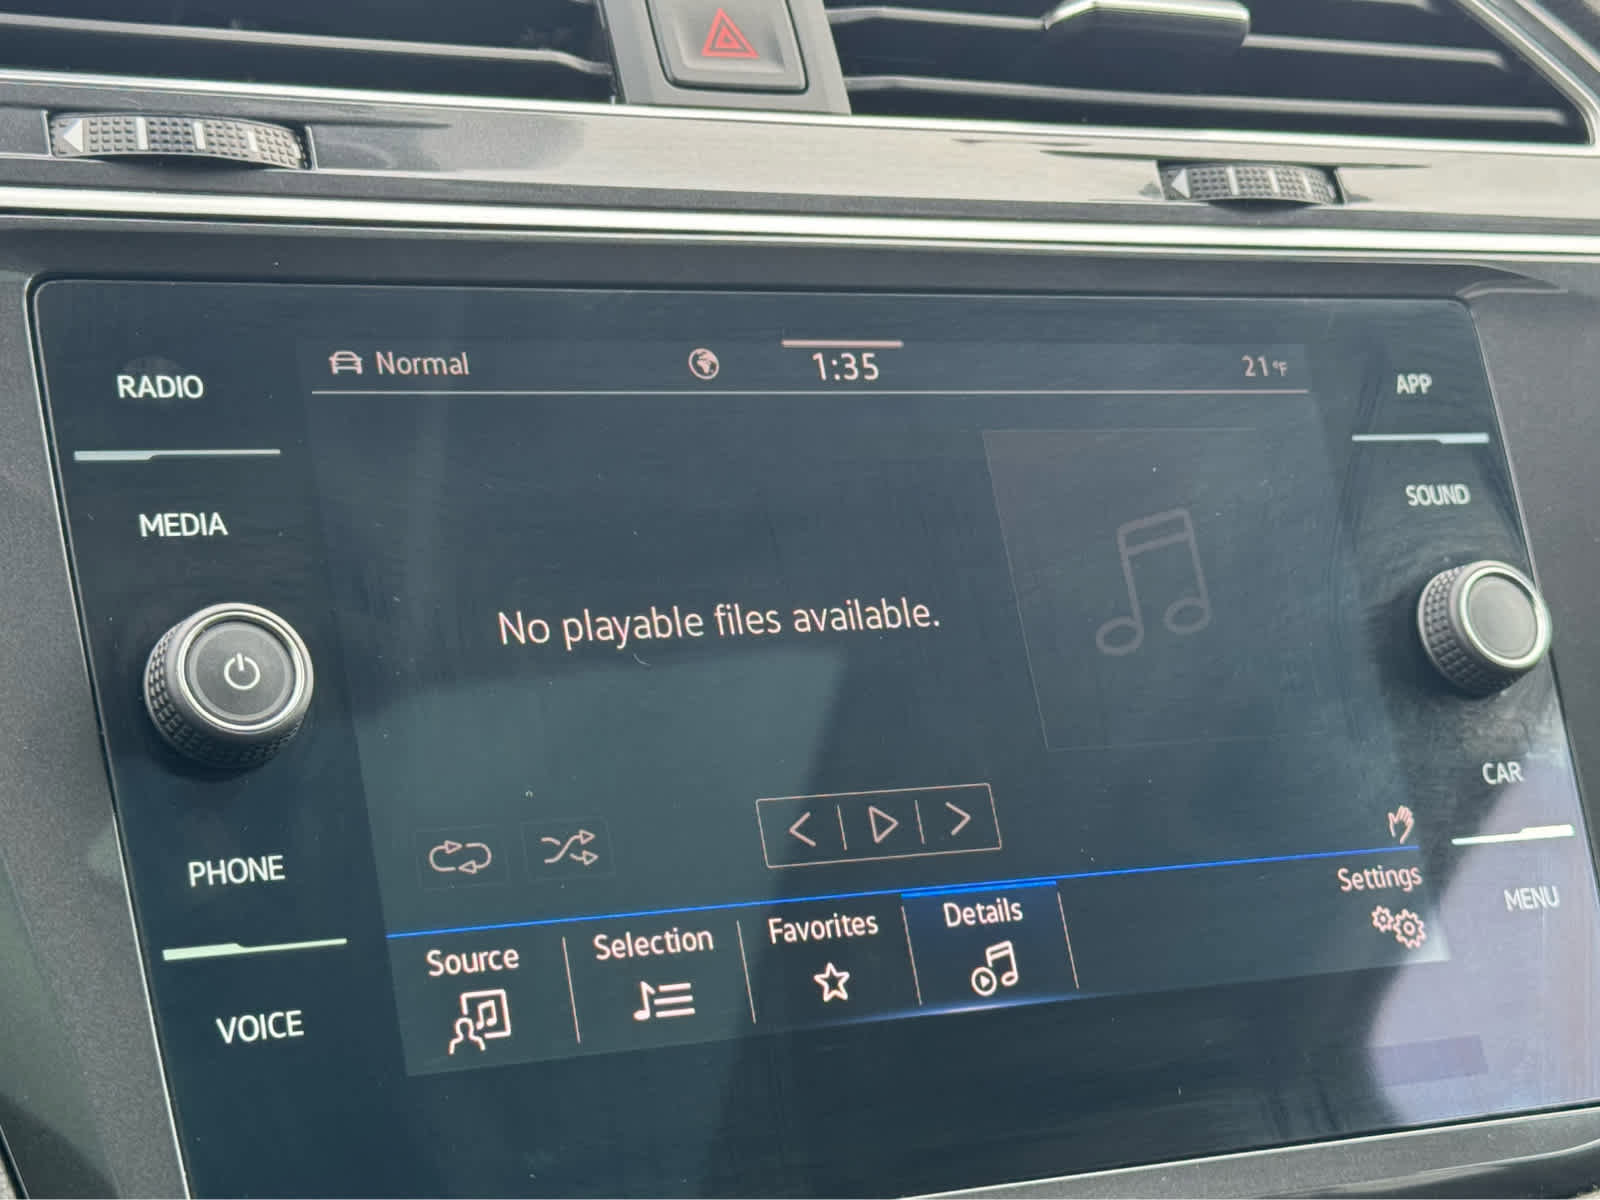 Normal
1:35
21°F
RADIO
APP
MEDIA
SOUND
No playable files available.
CAR
PHONE
Settings
MENU
Source
Selection
Favorites
Details
VOICE